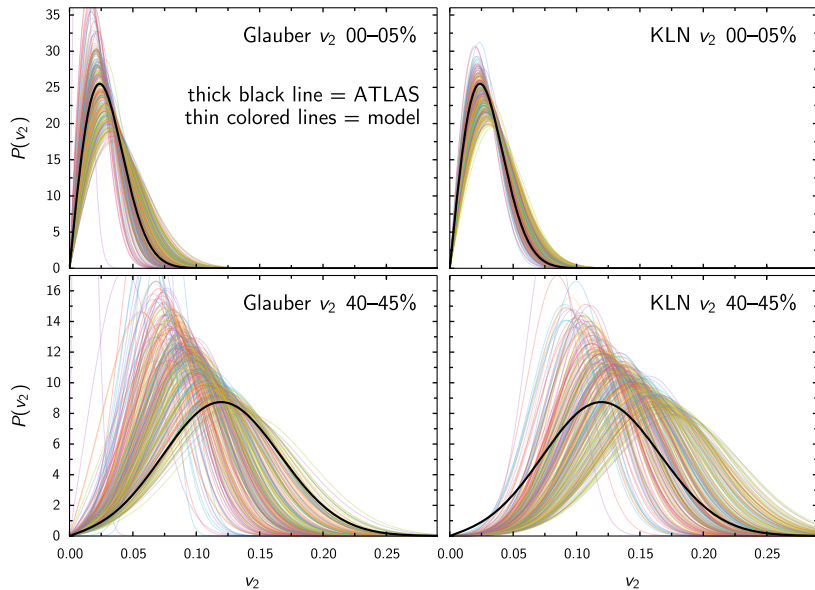 Glauber v₂ 00–05%
thick black line = ATLAS
thin colored lines = model
P(v₂)
35
30
25
20
15
10
5
0
KLN v₂ 00–05%
Glauber v₂ 40–45%
P(v₂)
16
14
12
10
8
6
4
2
0
0.00 0.05 0.10 0.15 0.20 0.25
v₂
KLN v₂ 40–45%
0.00 0.05 0.10 0.15 0.20 0.25
v₂